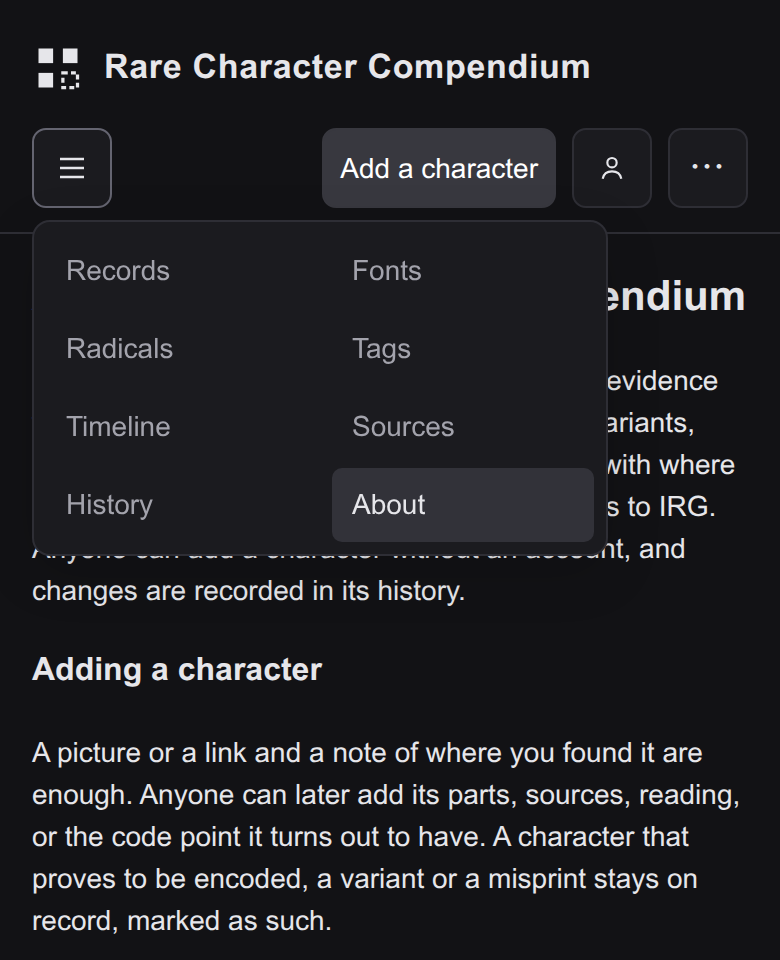 Rare Character Compendium
Add a character
Records
Fonts
Radicals
Tags
Timeline
Sources
History
About
evidence
with where
to IRG.
and
changes are recorded in its history.
Adding a character
A picture or a link and a note of where you found it are
enough. Anyone can later add its parts, sources, reading,
or the code point it turns out to have. A character that
proves to be encoded, a variant or a misprint stays on
record, marked as such.